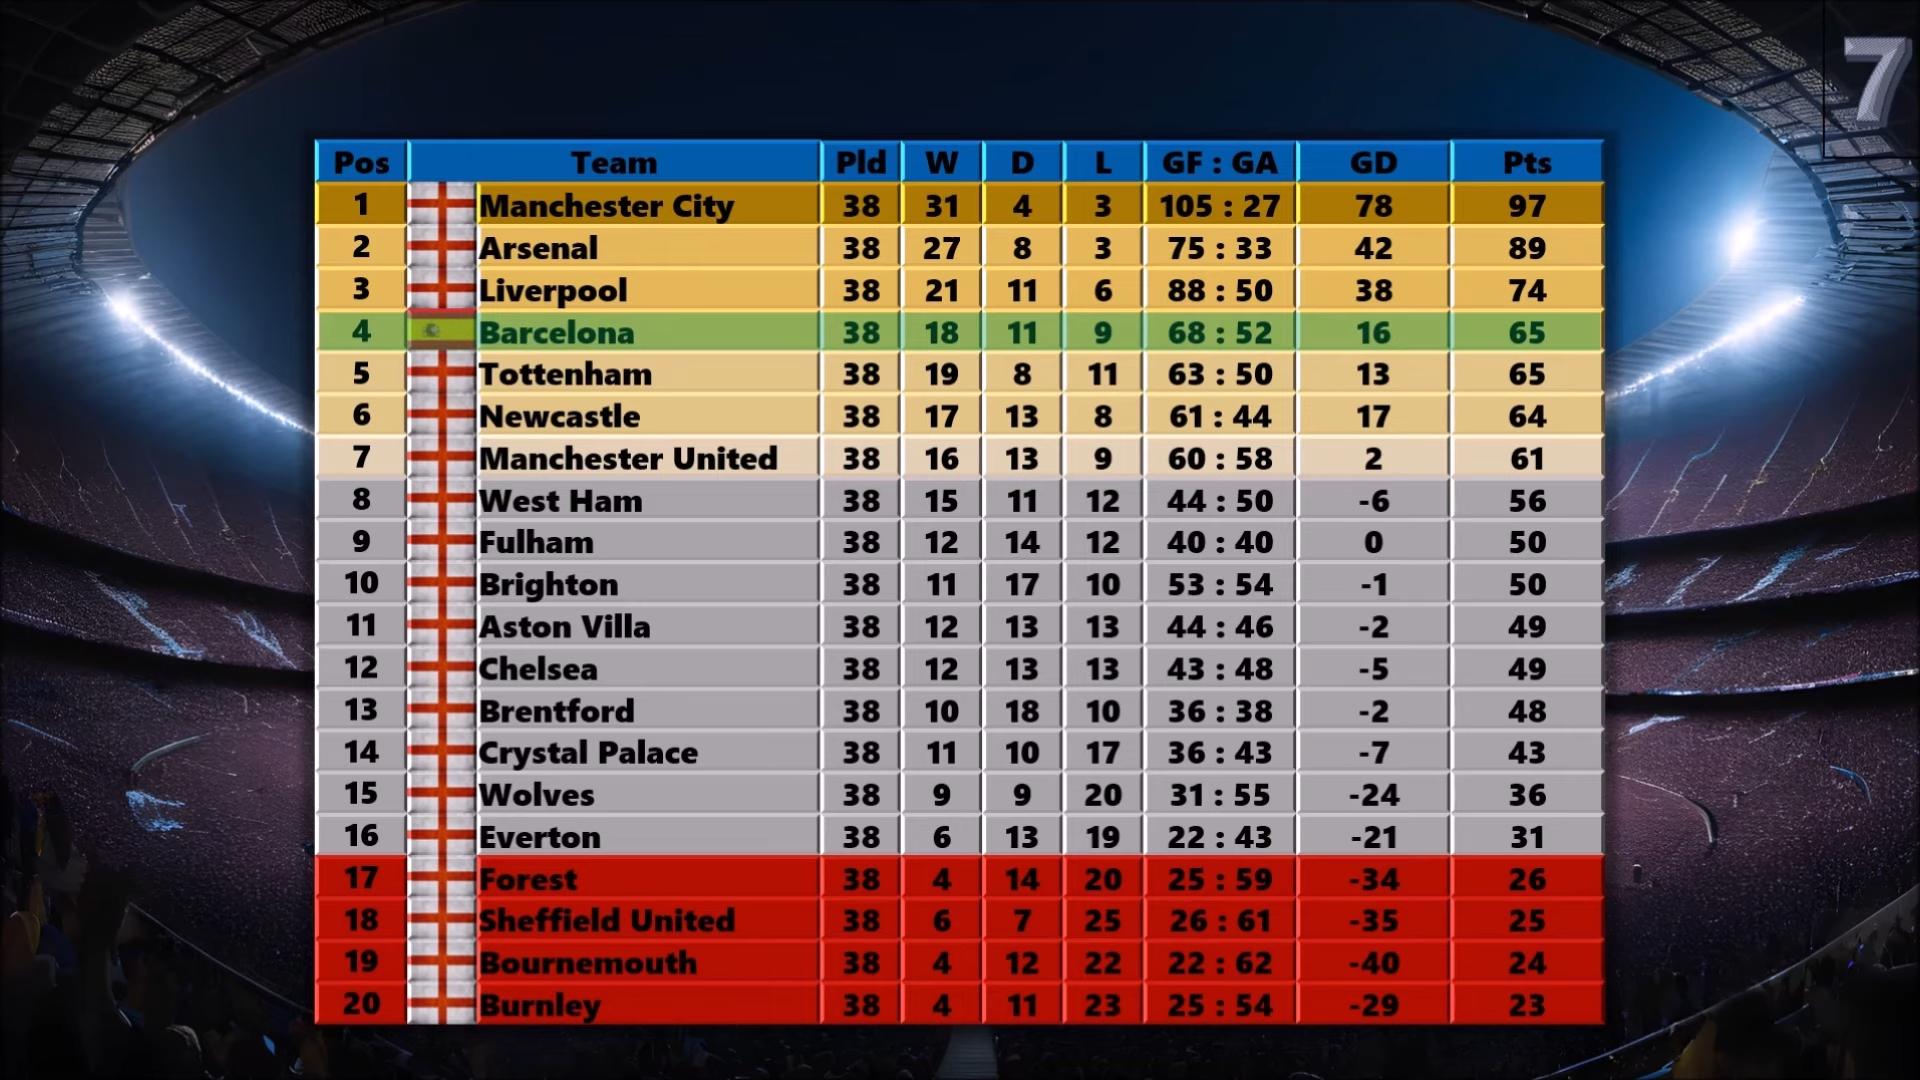 7
Pos Team Pld W D L GF : GA GD Pts
1 Manchester City 38 31 4 3 105 : 27 78 97
2 Arsenal 38 27 8 3 75 : 33 42 89
3 Liverpool 38 21 11 6 88 : 50 38 74
4 Barcelona 38 18 11 9 68 : 52 16 65
5 Tottenham 38 19 8 11 63 : 50 13 65
6 Newcastle 38 17 13 8 61 : 44 17 64
7 Manchester United 38 16 13 9 60 : 58 2 61
8 West Ham 38 15 11 12 44 : 50 -6 56
9 Fulham 38 12 14 12 40 : 40 0 50
10 Brighton 38 11 17 10 53 : 54 -1 50
11 Aston Villa 38 12 13 13 44 : 46 -2 49
12 Chelsea 38 12 13 13 43 : 48 -5 49
13 Brentford 38 10 18 10 36 : 38 -2 48
14 Crystal Palace 38 11 10 17 36 : 43 -7 43
15 Wolves 38 9 9 20 31 : 55 -24 36
16 Everton 38 6 13 19 22 : 43 -21 31
17 Forest 38 4 14 20 25 : 59 -34 26
18 Sheffield United 38 6 7 25 26 : 61 -35 25
19 Bournemouth 38 4 12 22 22 : 62 -40 24
20 Burnley 38 4 11 23 25 : 54 -29 23